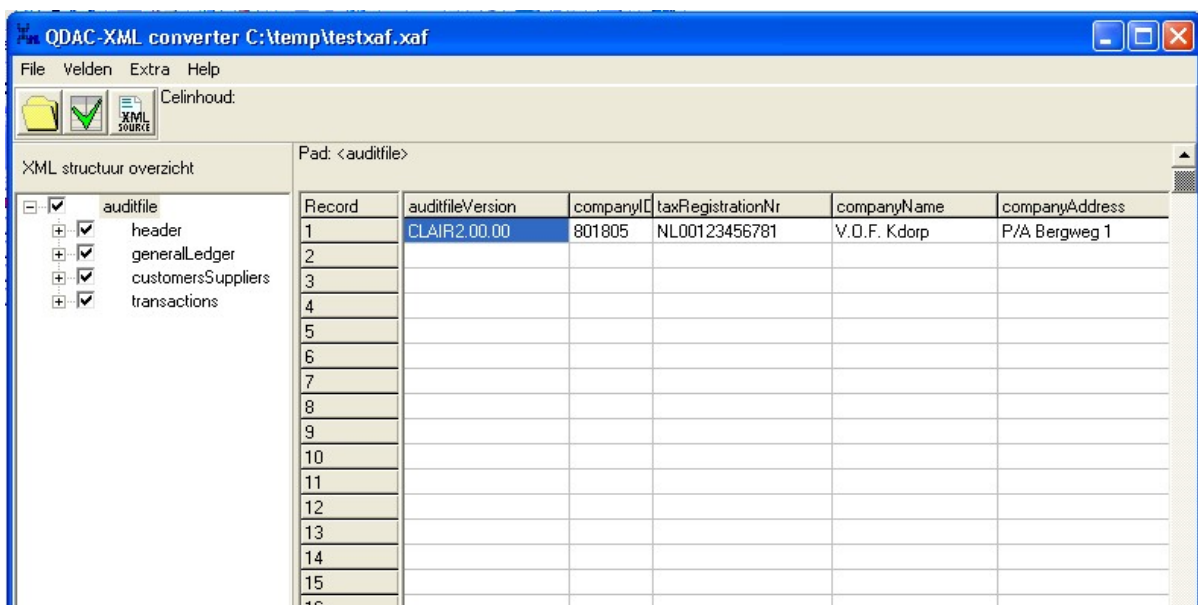 QDAC-XML converter C:\temp\testxaf.xaf
File Velden Extra Help
XML SOURCE
Celinhoud:
XML structuur overzicht
Pad: <auditfile>
auditfile
header
generalLedger
customersSuppliers
transactions
Record auditfileVersion companyID taxRegistrationNr companyName companyAddress
1 CLAIR2.00.00 801805 NL00123456781 V.O.F. Kdorp P/A Bergweg 1
2
3
4
5
6
7
8
9
10
11
12
13
14
15